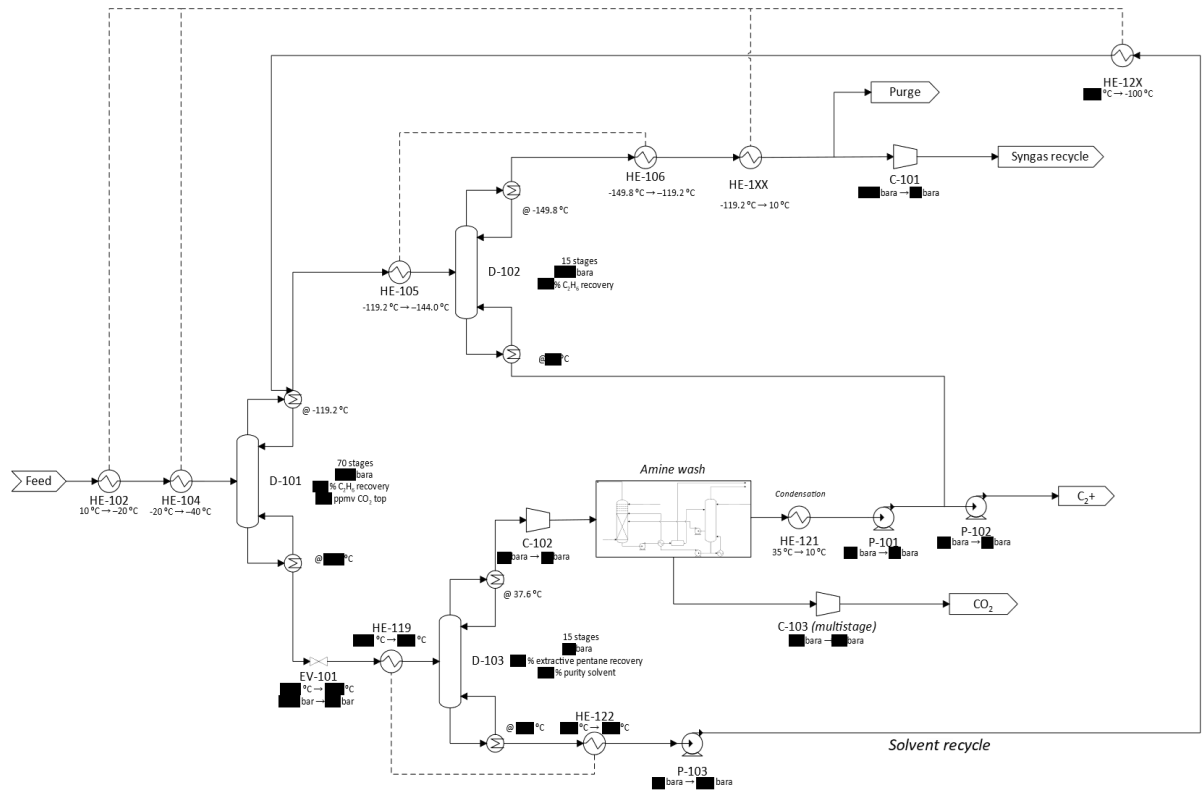 HE-12X
°C → -100 °C
Purge
Syngas recycle
C-101
bara → bara
HE-106
-149.8 °C → -119.2 °C
HE-1XX
-119.2 °C → 10 °C
@ -149.8 °C
D-102
15 stages
bara
% C₂H₆ recovery
HE-105
-119.2 °C → -144.0 °C
@ °C
@ -119.2 °C
Feed
HE-102
10 °C → -20 °C
HE-104
-20 °C → -40 °C
D-101
70 stages
bara
% C₂H₆ recovery
ppmv CO₂ top
@ °C
Amine wash
Condensation
HE-121
35 °C → 10 °C
P-101
bara → bara
P-102
bara → bara
C₂+
C-102
bara → bara
@ 37.6 °C
CO₂
C-103 (multistage)
bara → bara
HE-119
°C → °C
EV-101
°C → °C
bar → bar
D-103
15 stages
bara
% extractive pentane recovery
% purity solvent
@ °C
HE-122
°C → °C
P-103
bara → bara
Solvent recycle